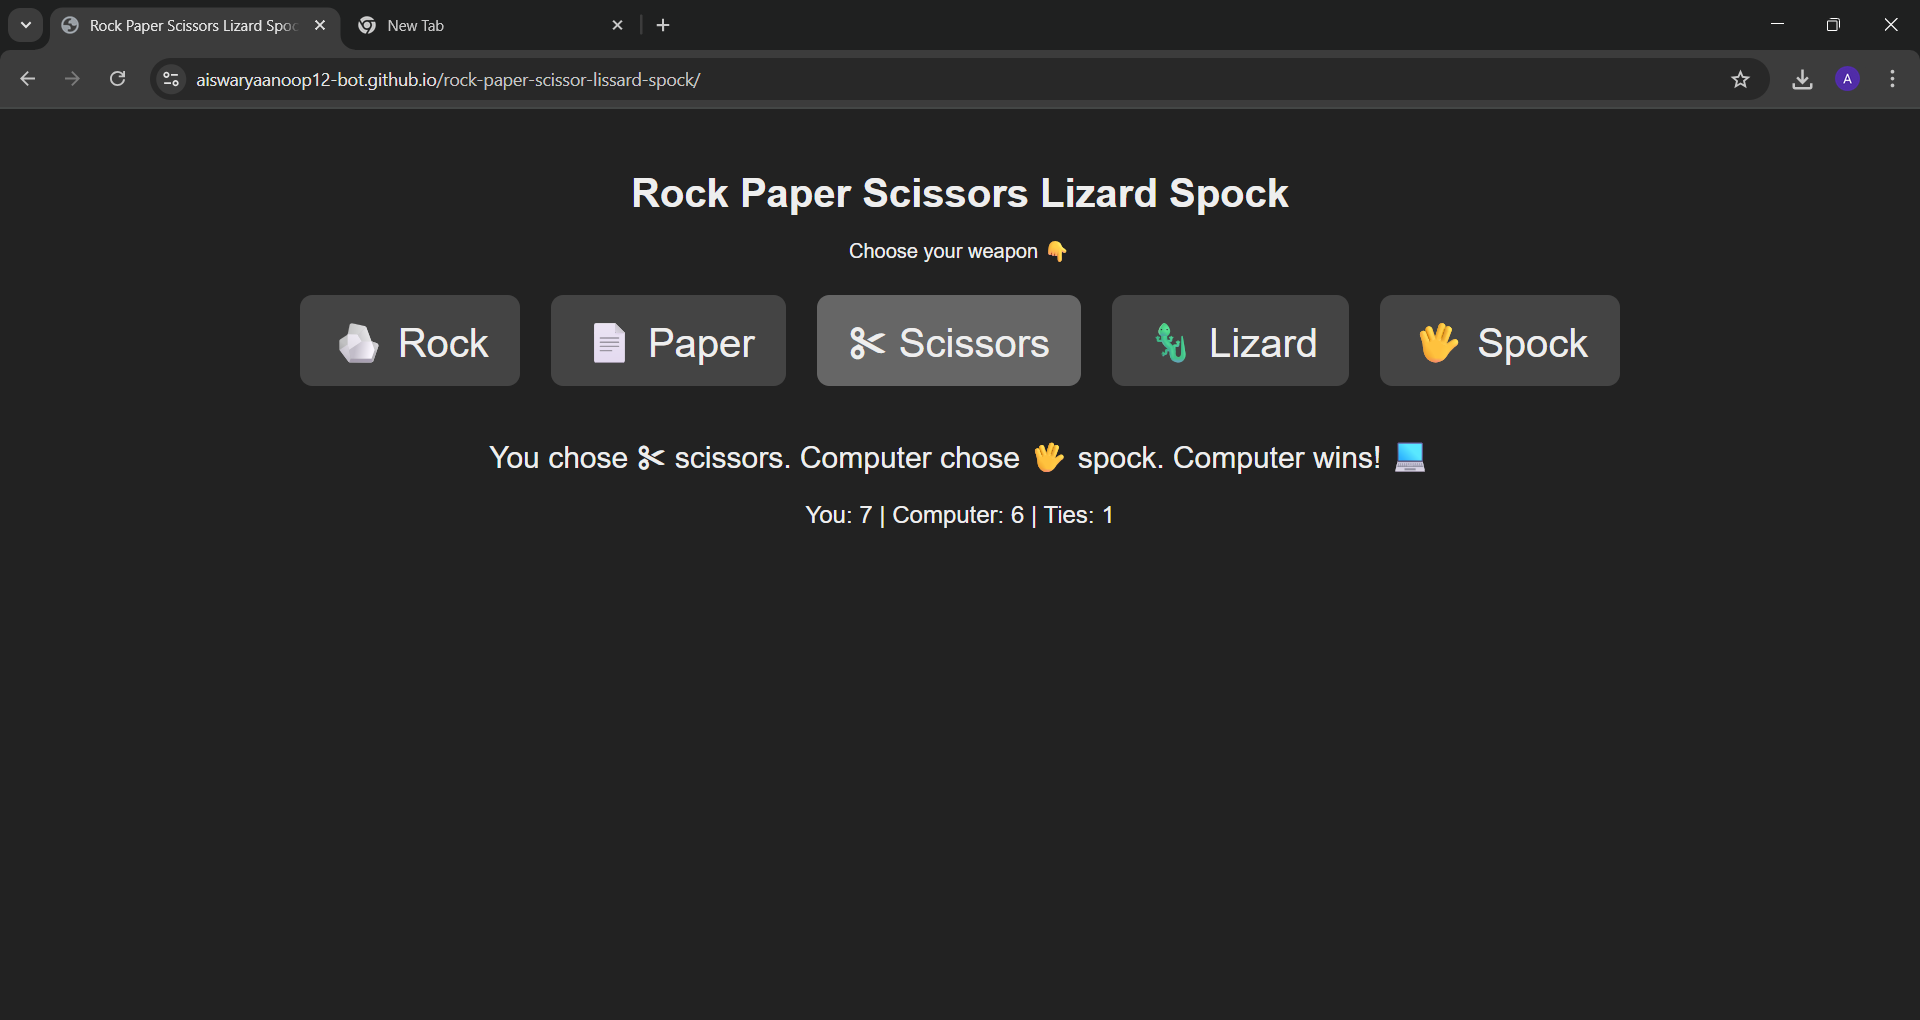 Rock Paper Scissors Lizard Spoc
New Tab
aiswaryaanoop12-bot.github.io/rock-paper-scissor-lissard-spock/
A
Rock Paper Scissors Lizard Spock
Choose your weapon 👇
🪨 Rock
📄 Paper
✂ Scissors
🦎 Lizard
🖖 Spock
You chose ✂ scissors. Computer chose 🖖 spock. Computer wins! 💻
You: 7 | Computer: 6 | Ties: 1